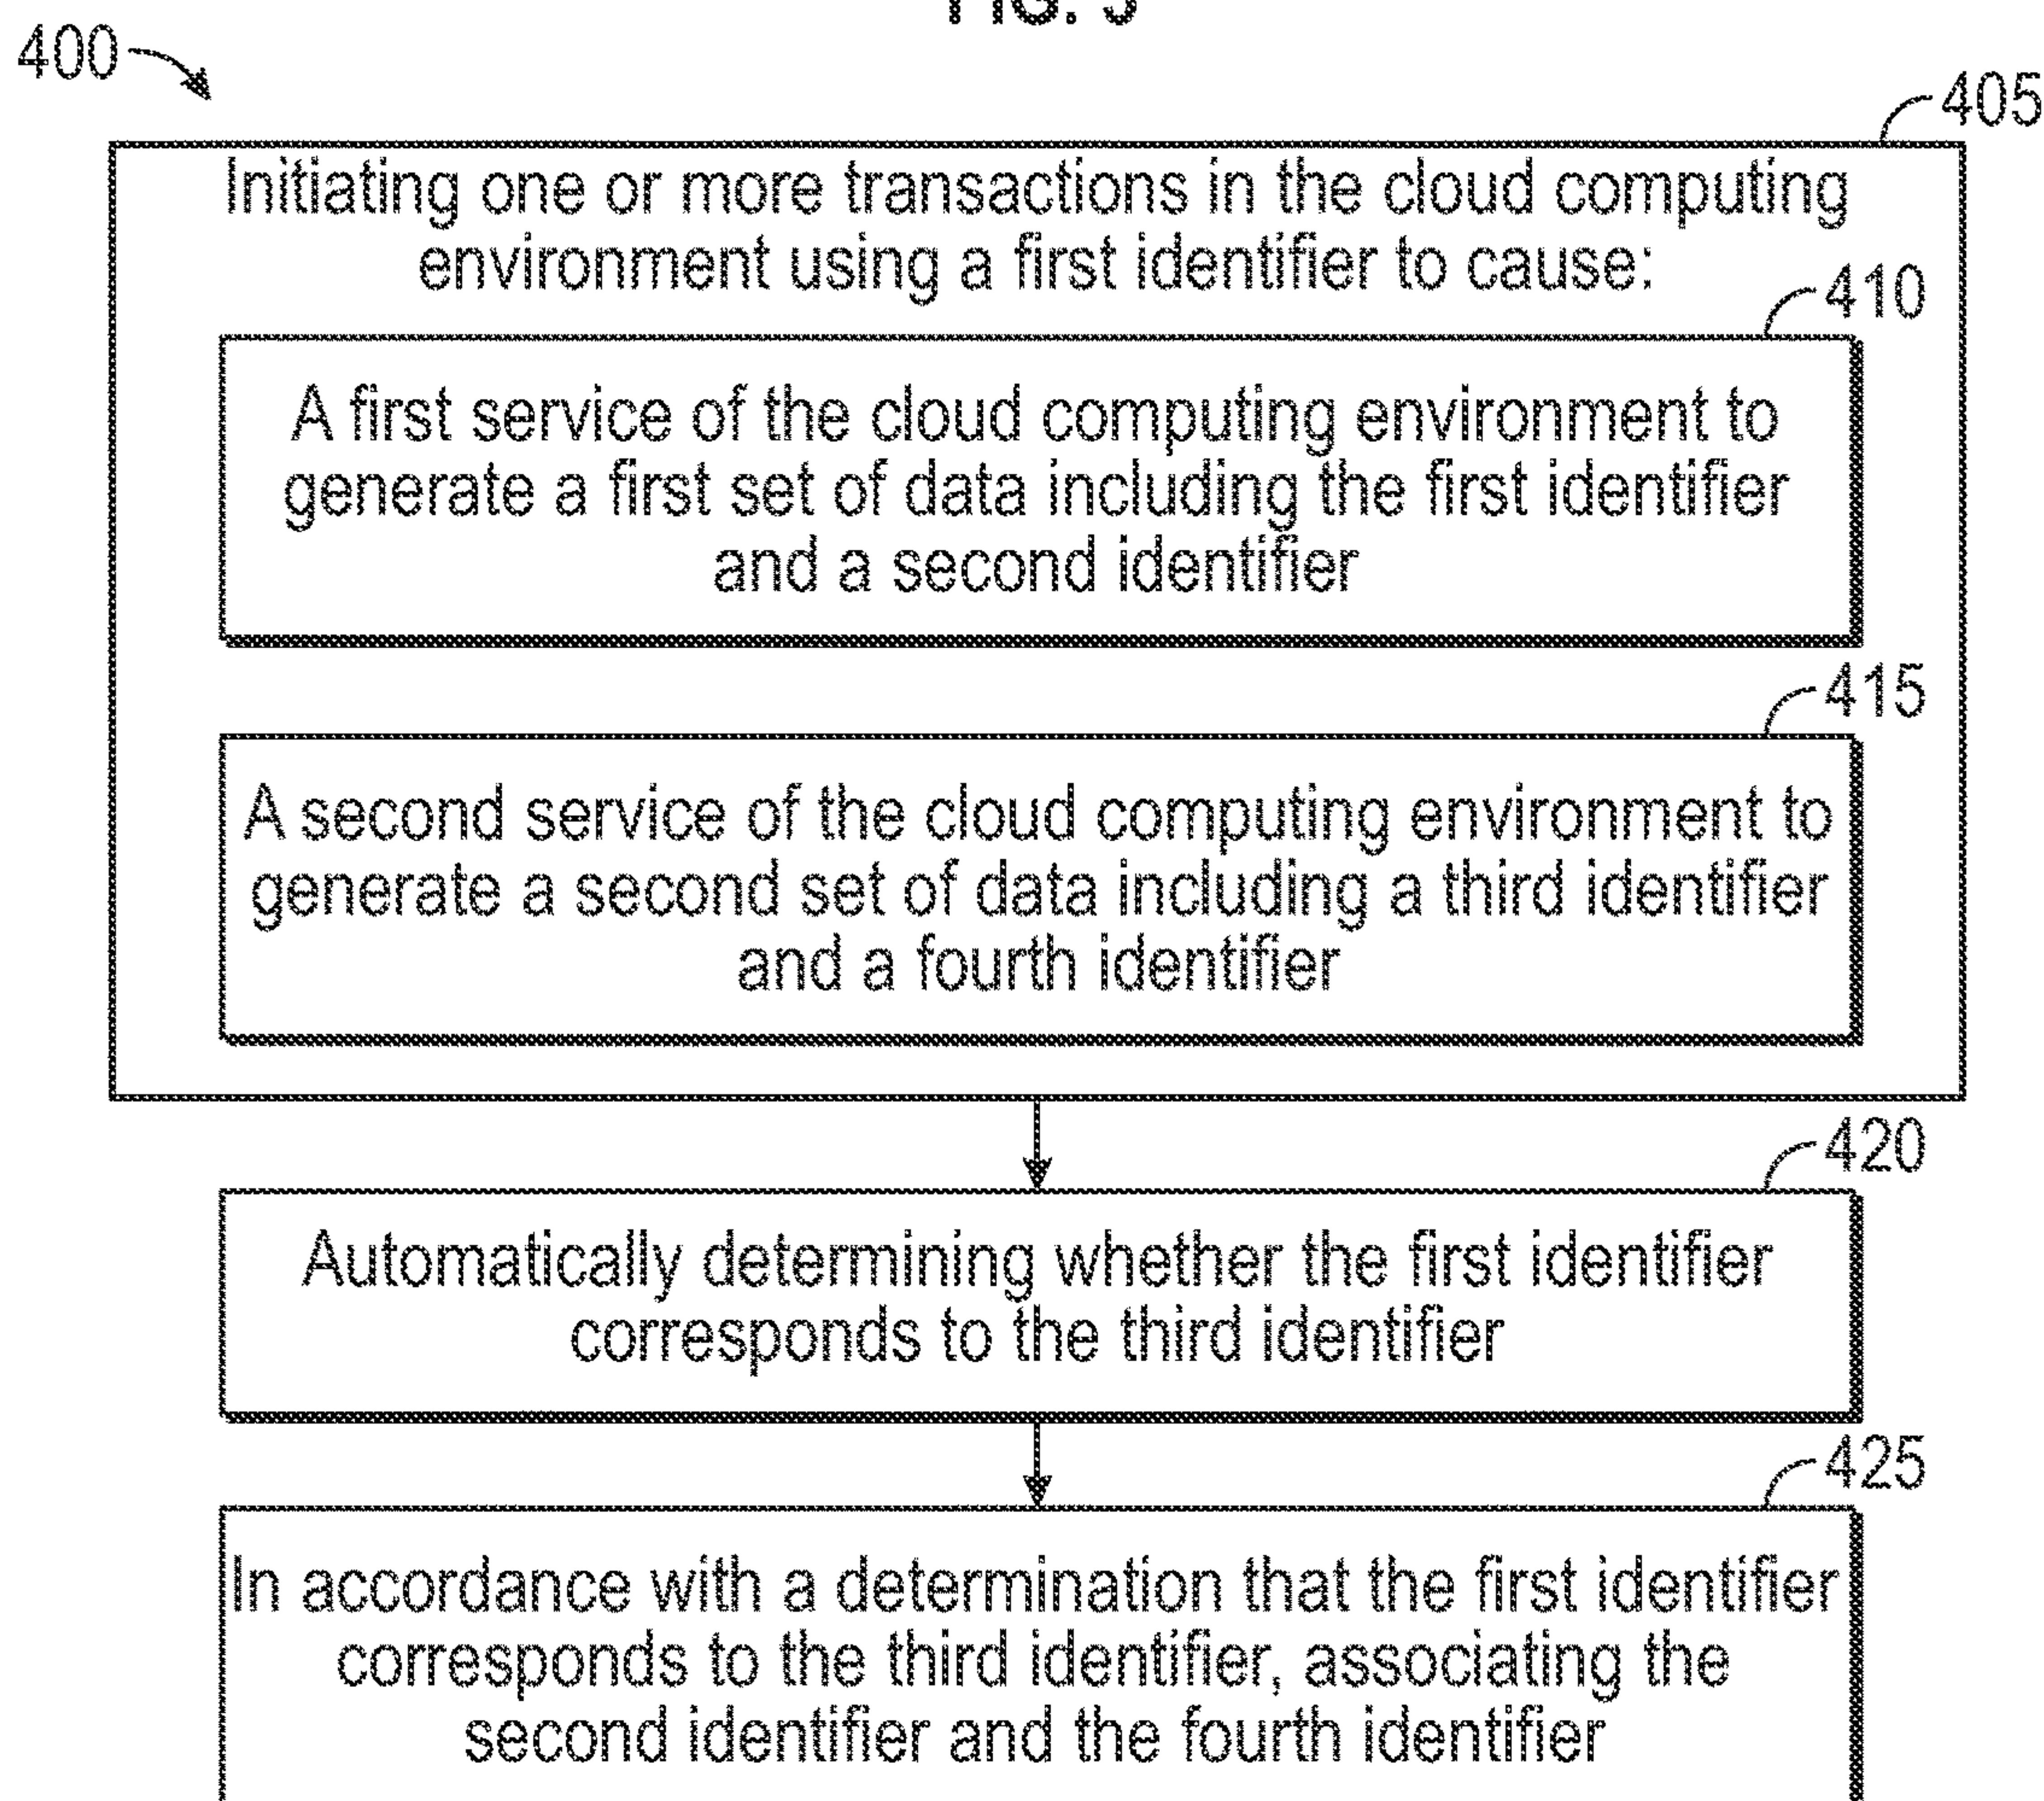 400
405
Initiating one or more transactions in the cloud computing
environment using a first identifier to cause:
410
A first service of the cloud computing environment to
generate a first set of data including the first identifier
and a second identifier
415
A second service of the cloud computing environment to
generate a second set of data including a third identifier
and a fourth identifier
420
Automatically determining whether the first identifier
corresponds to the third identifier
425
In accordance with a determination that the first identifier
corresponds to the third identifier, associating the
second identifier and the fourth identifier